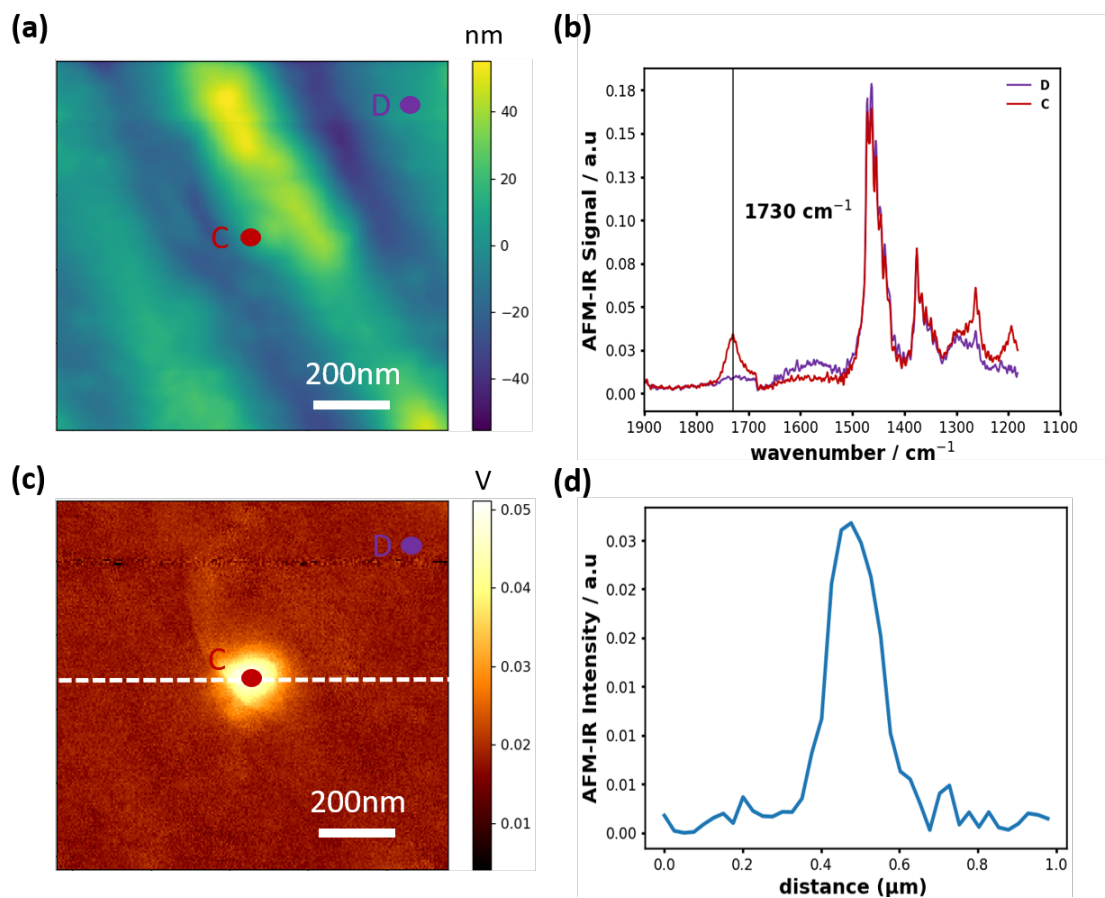 (a)
nm
D
C
200nm
40
20
0
−20
−40
(b)
AFM-IR Signal / a.u
0.18
0.15
0.13
0.10
0.08
0.05
0.03
0.00
D
C
1730 cm⁻¹
1900 1800 1700 1600 1500 1400 1300 1200 1100
wavenumber / cm⁻¹
(c)
V
D
C
200nm
0.05
0.04
0.03
0.02
0.01
(d)
AFM-IR Intensity / a.u
0.03
0.02
0.02
0.01
0.01
0.01
0.00
0.0 0.2 0.4 0.6 0.8 1.0
distance (μm)